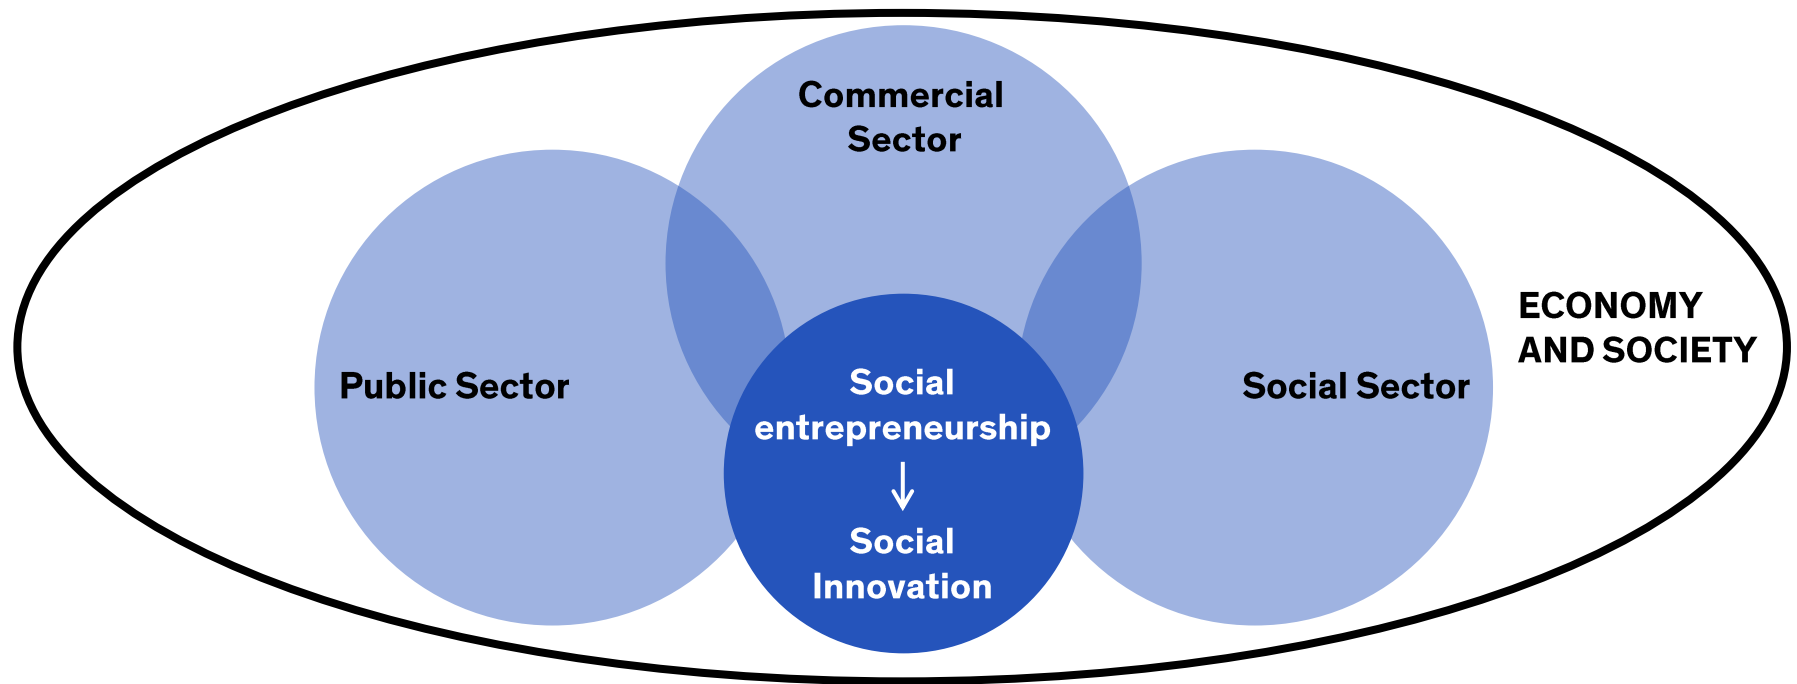 Commercial
Sector
Public Sector
Social
entrepreneurship
Social
Innovation
Social Sector
ECONOMY
AND SOCIETY